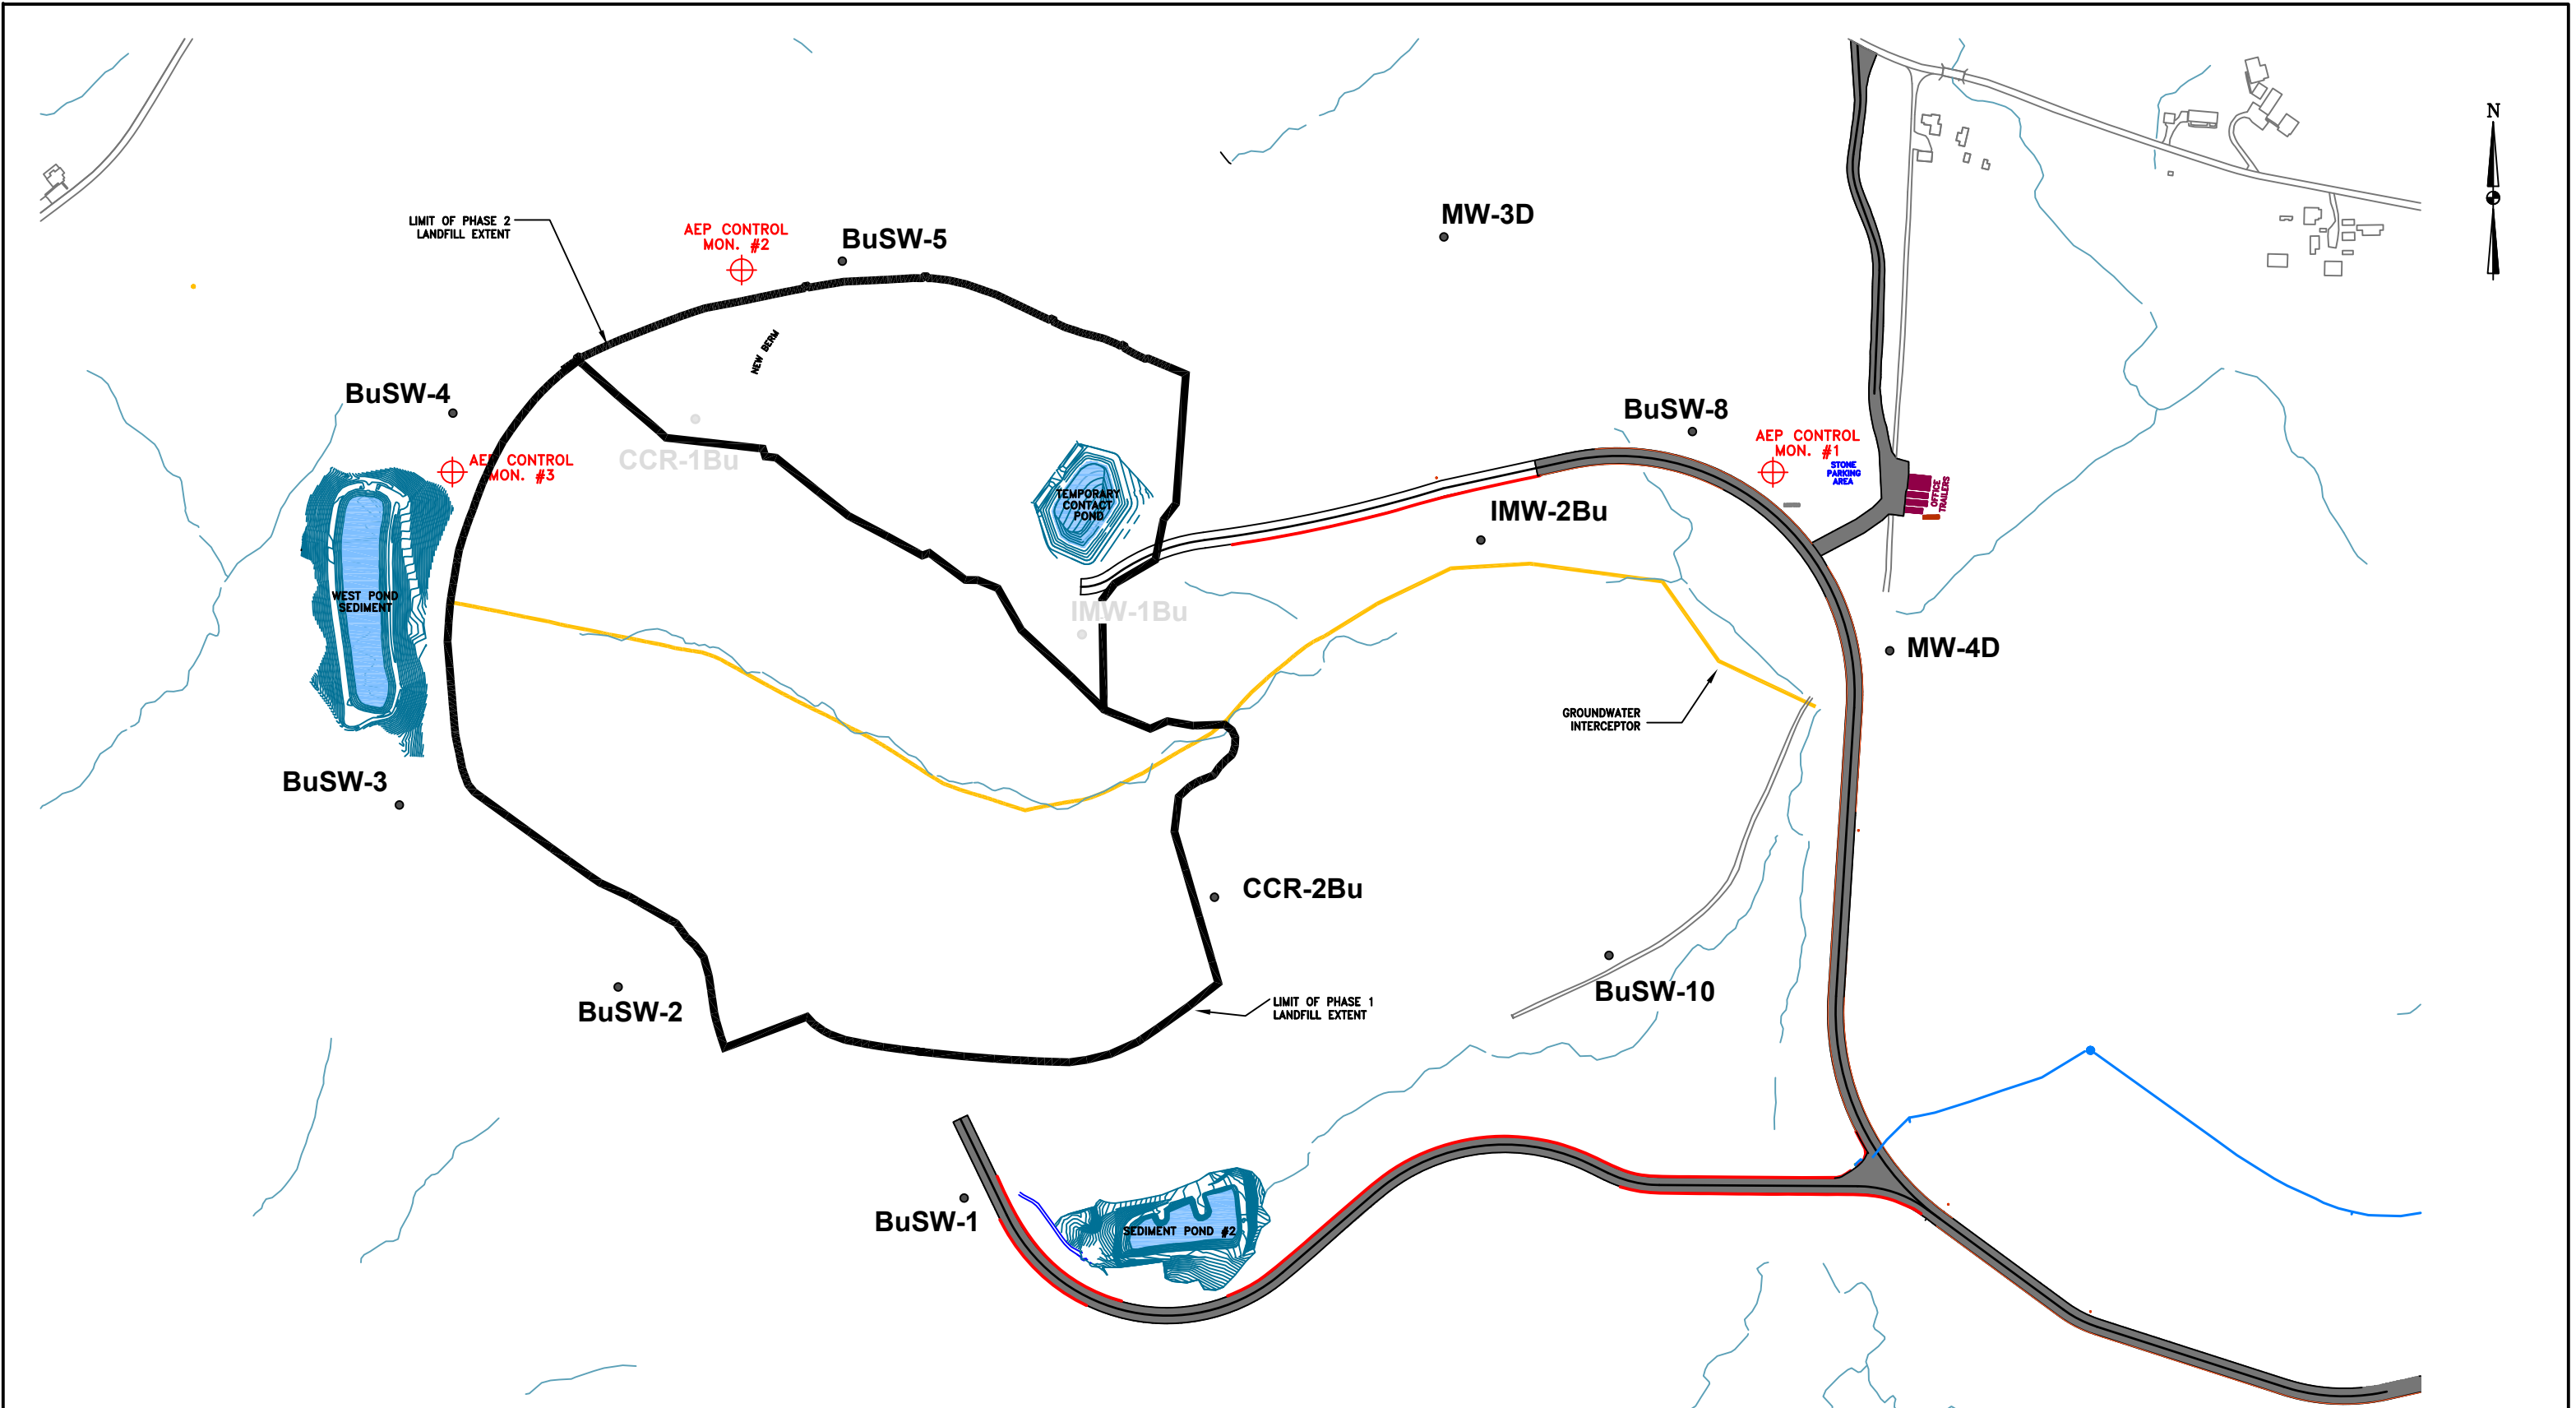 N
MW-3D
LIMIT OF PHASE 2
LANDFILL EXTENT
AEP CONTROL
MON. #2
BuSW-5
NEW BERM
BuSW-4
AEP CONTROL
MON. #3
CCR-1Bu
BuSW-8
AEP CONTROL
MON. #1
STONE
PARKING
AREA
OFFICE
TRAILERS
TEMPORARY
CONTACT
POND
IMW-2Bu
WEST POND
SEDIMENT
IMW-1Bu
MW-4D
GROUNDWATER
INTERCEPTOR
BuSW-3
CCR-2Bu
BuSW-10
BuSW-2
LIMIT OF PHASE 1
LANDFILL EXTENT
BuSW-1
SEDIMENT POND #2